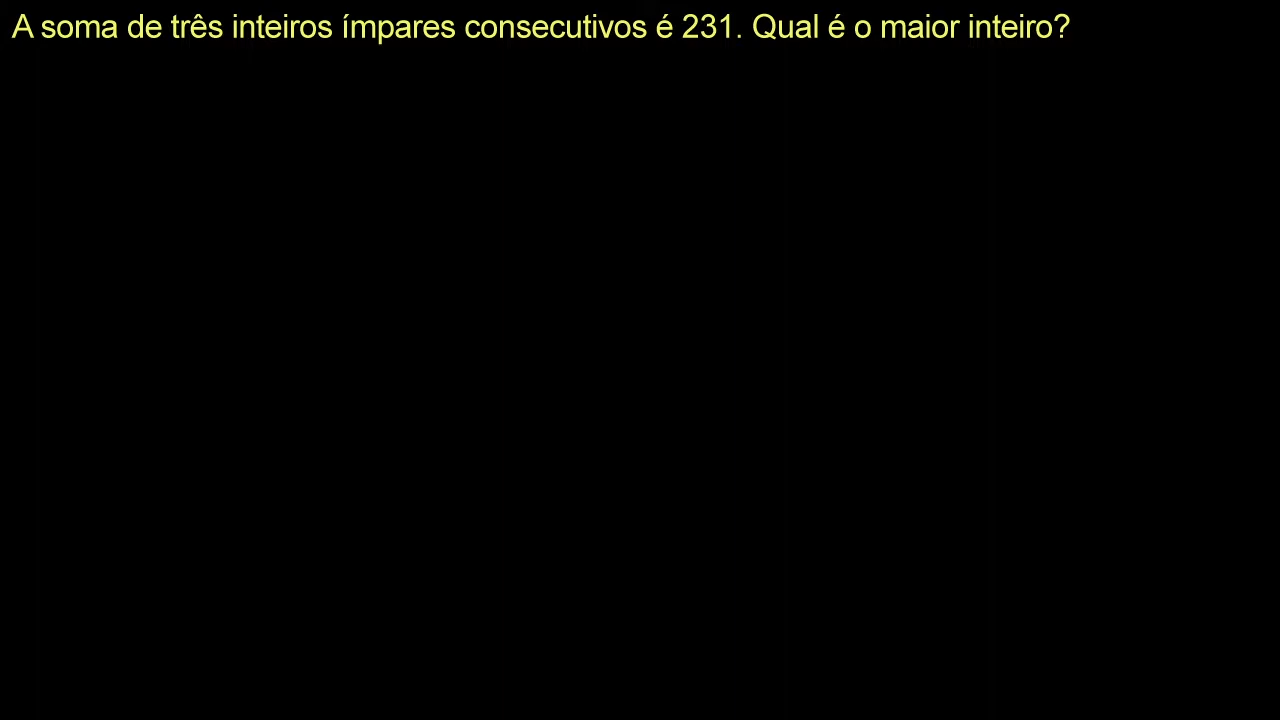 A soma de três inteiros ímpares consecutivos é 231. Qual é o maior inteiro?